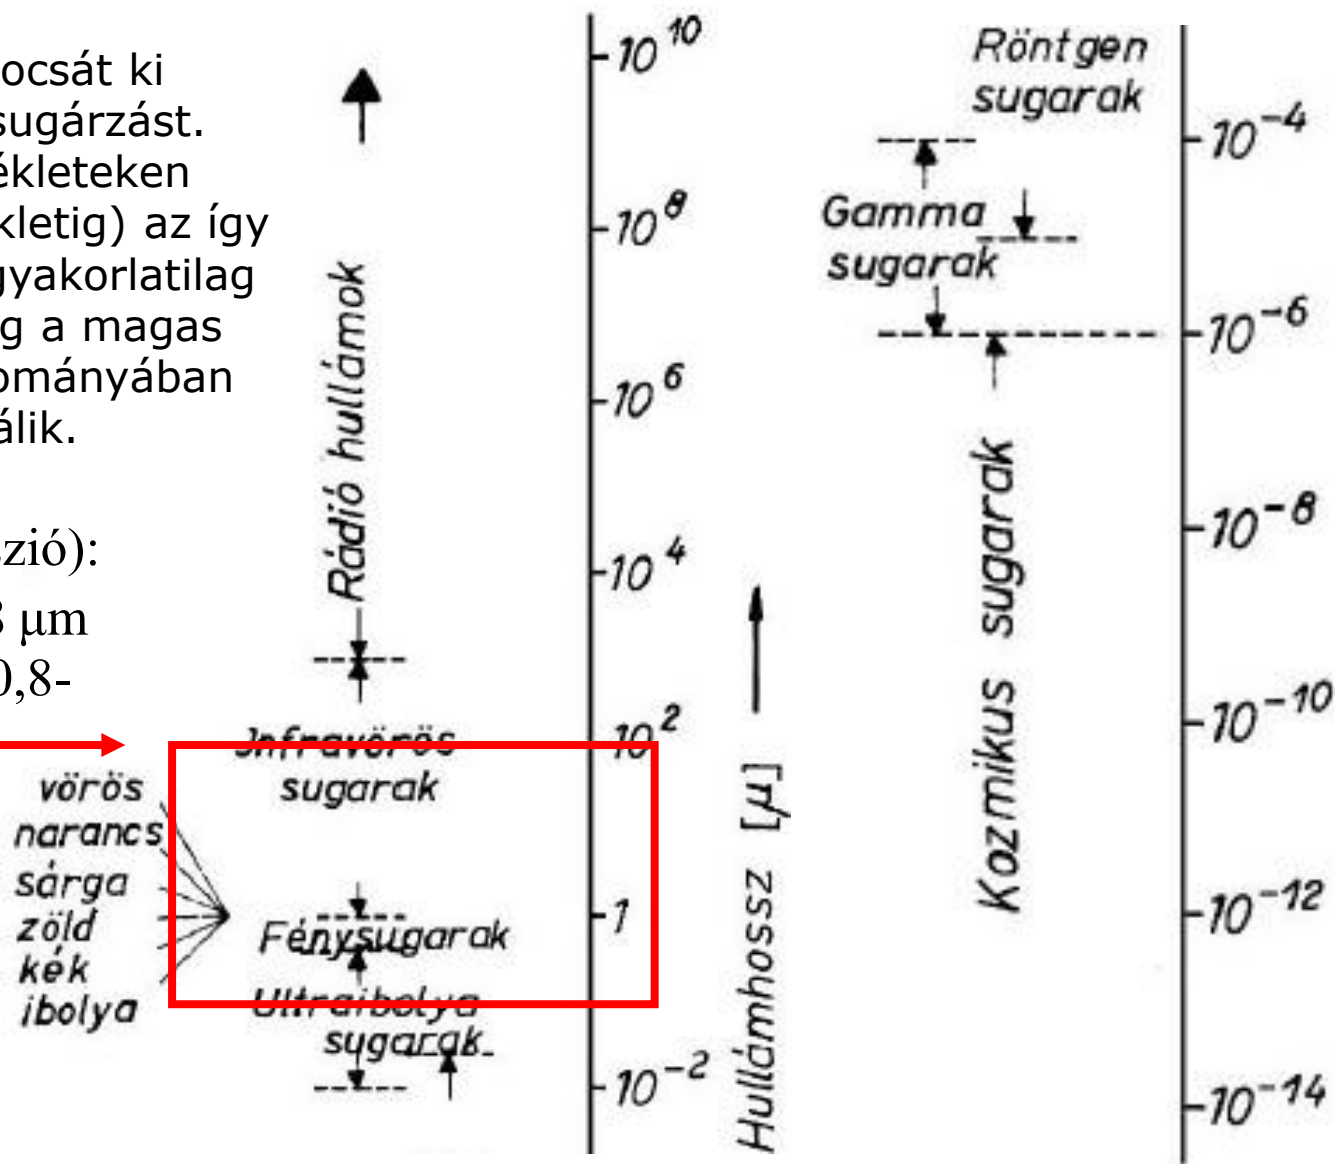 ocsát ki
sugárzást.
ékleteken
kletig) az így
gyakorlatilag
g a magas
ományában
álik.
szió):
8 μm
0,8-
Rádió hullámok
Infravörös
sugarak
vörös
narancs
sárga
zöld
kék
ibolya
Fénysugarak
Ultraibolya
sugarak
10¹⁰
10⁸
10⁶
10⁴
10²
1
10⁻²
Hullámhossz [μ]
Röntgen
sugarak
Gamma
sugarak
Kozmikus sugarak
10⁻⁴
10⁻⁶
10⁻⁸
10⁻¹⁰
10⁻¹²
10⁻¹⁴